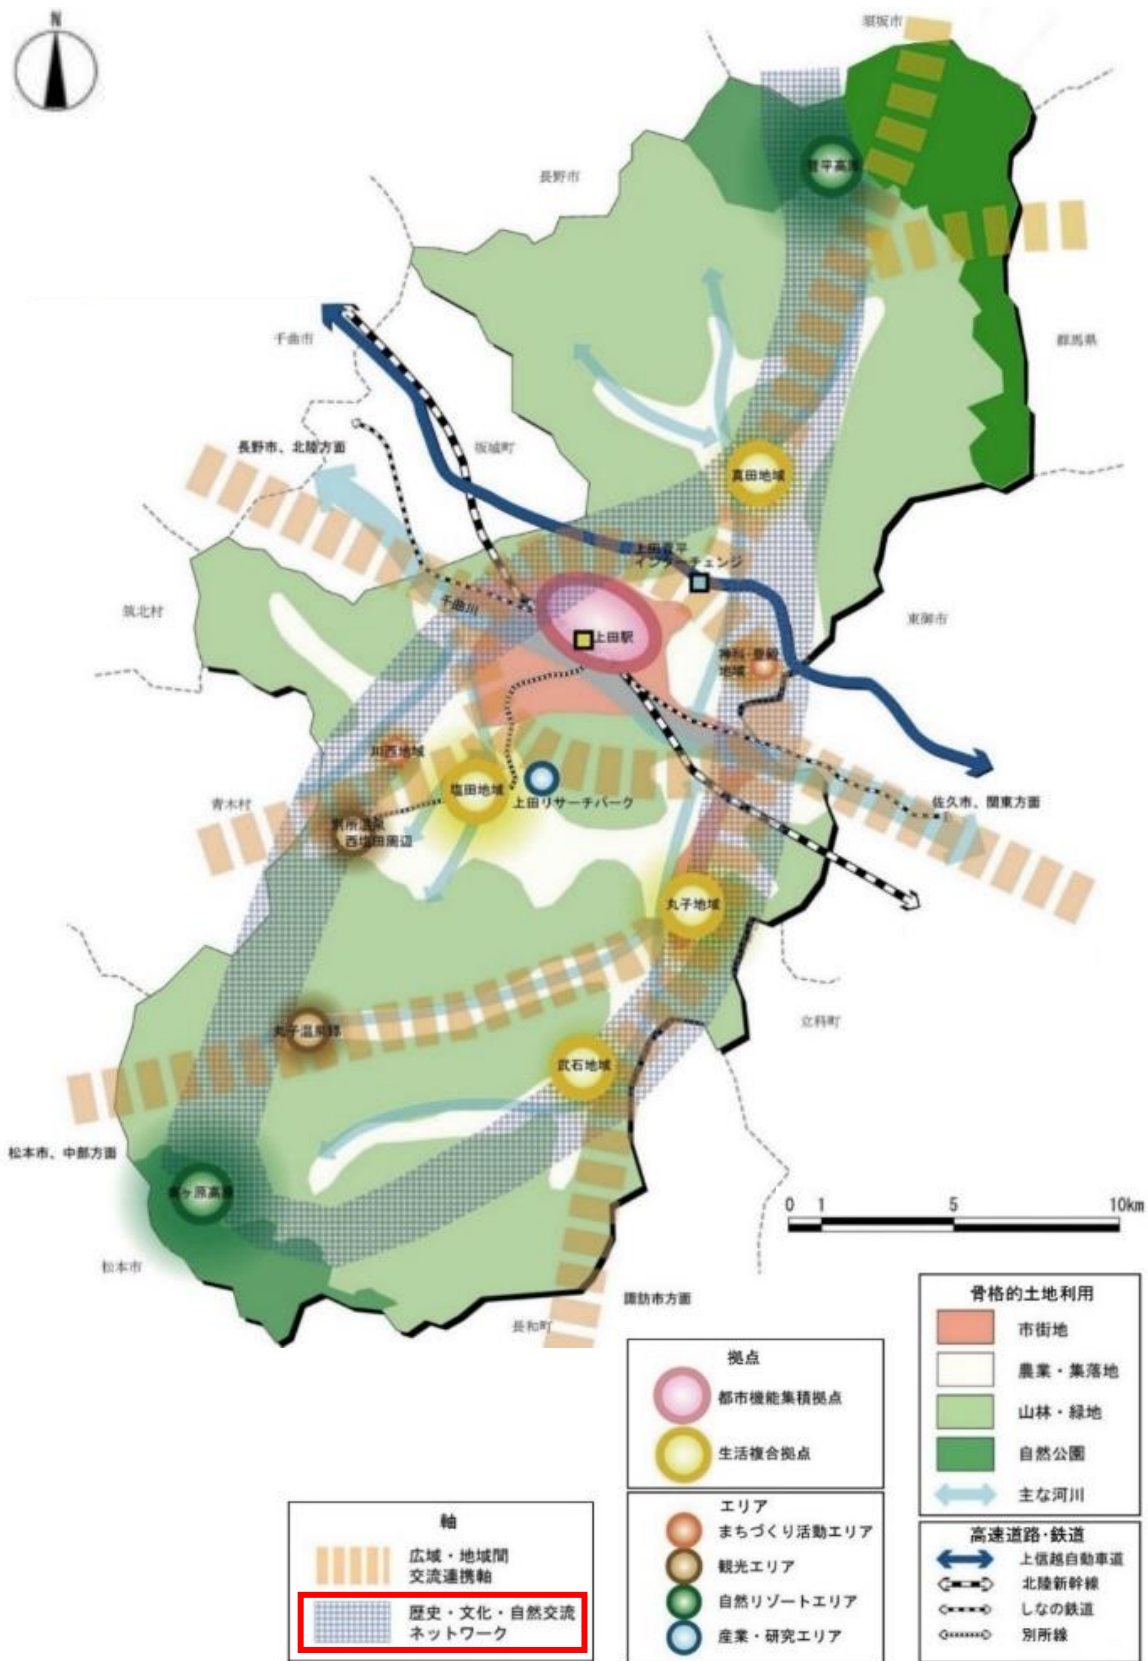 N
須坂市
菅平高原
長野市
群馬県
千曲市
坂城町
長野市、北陸方面
真田地域
上田菅平
インターチェンジ
筑北村
千曲川
上田駅
東御市
神科・豊殿
地域
川西地域
塩田地域
上田リサーチパーク
青木村
別所温泉
西塩田周辺
佐久市、関東方面
丸子地域
丸子温泉郷
立科町
武石地域
松本市、中部方面
美ヶ原高原
松本市
長和町
諏訪市方面
0 1 5 10km
骨格的土地利用
市街地
農業・集落地
山林・緑地
自然公園
主な河川
拠点
都市機能集積拠点
生活複合拠点
エリア
まちづくり活動エリア
観光エリア
自然リゾートエリア
産業・研究エリア
高速道路・鉄道
上信越自動車道
北陸新幹線
しなの鉄道
別所線
軸
広域・地域間
交流連携軸
歴史・文化・自然交流
ネットワーク